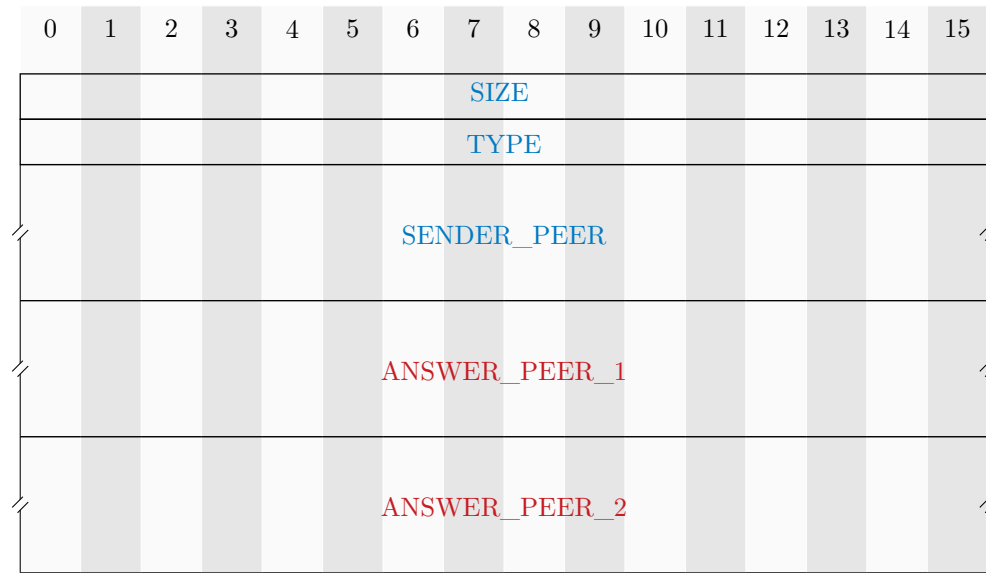 0 1 2 3 4 5 6 7 8 9 10 11 12 13 14 15
SIZE
TYPE
SENDER_PEER
ANSWER_PEER_1
ANSWER_PEER_2